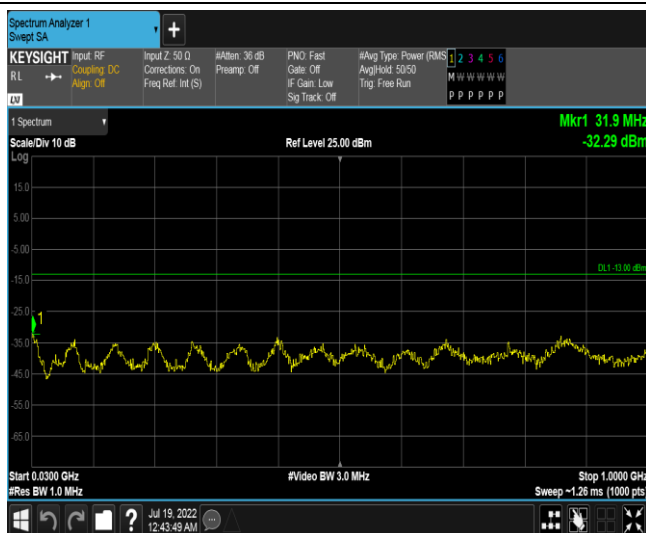 Spectrum Analyzer 1
Swept SA
+
KEYSIGHT
RL
LXI
Input: RF
Coupling: DC
Align: Off
Input Z: 50 Ω
Corrections: On
Freq Ref: Int (S)
#Atten: 36 dB
Preamp: Off
PNO: Fast
Gate: Off
IF Gain: Low
Sig Track: Off
#Avg Type: Power (RMS
Avg|Hold: 50/50
Trig: Free Run
1 2 3 4 5 6
M W W W W W
P P P P P P
1 Spectrum
Scale/Div 10 dB
Log
Ref Level 25.00 dBm
Mkr1 31.9 MHz
-32.29 dBm
15.0
5.00
-5.00
DL1 -13.00 dBm
-15.0
-25.0
1
-35.0
-45.0
-55.0
-65.0
Start 0.0300 GHz
#Res BW 1.0 MHz
#Video BW 3.0 MHz
Stop 1.0000 GHz
Sweep ~1.26 ms (1000 pts)
?
Jul 19, 2022
12:43:49 AM